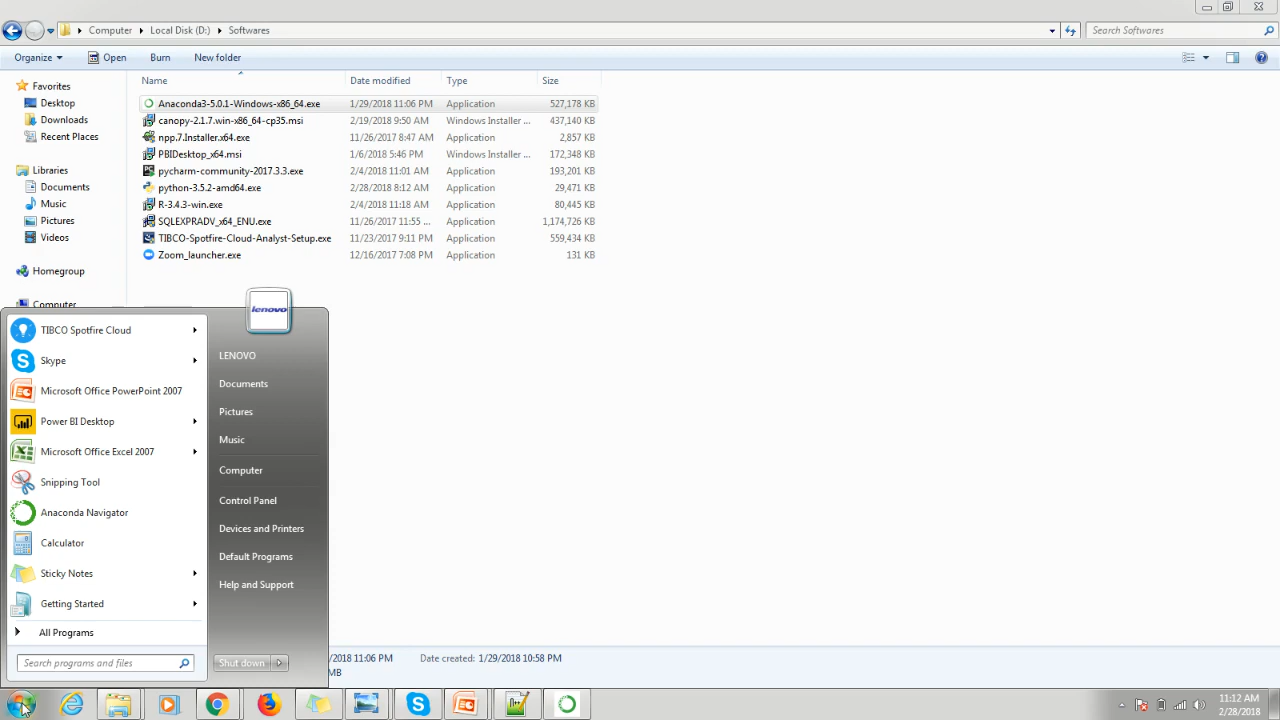 Computer Local Disk (D:) Softwares
Search Softwares
Organize Open Burn New folder
Name Date modified Type Size
Favorites
Desktop
Downloads
Recent Places
Libraries
Documents
Music
Pictures
Videos
Homegroup
Computer
Anaconda3-5.0.1-Windows-x86_64.exe 1/29/2018 11:06 PM Application 527,178 KB
canopy-2.1.7.win-x86_64-cp35.msi 2/19/2018 9:50 AM Windows Installer ... 437,140 KB
npp.7.Installer.x64.exe 11/26/2017 8:47 AM Application 2,857 KB
PBIDesktop_x64.msi 1/6/2018 5:46 PM Windows Installer ... 172,348 KB
pycharm-community-2017.3.3.exe 2/4/2018 11:01 AM Application 193,201 KB
python-3.5.2-amd64.exe 2/28/2018 8:12 AM Application 29,471 KB
R-3.4.3-win.exe 2/4/2018 11:18 AM Application 80,445 KB
SQLEXPRADV_x64_ENU.exe 11/26/2017 11:55 ... Application 1,174,726 KB
TIBCO-Spotfire-Cloud-Analyst-Setup.exe 11/23/2017 9:11 PM Application 559,434 KB
Zoom_launcher.exe 12/16/2017 7:08 PM Application 131 KB
lenovo
TIBCO Spotfire Cloud
Skype
Microsoft Office PowerPoint 2007
Power BI Desktop
Microsoft Office Excel 2007
Snipping Tool
Anaconda Navigator
Calculator
Sticky Notes
Getting Started
All Programs
Search programs and files
LENOVO
Documents
Pictures
Music
Computer
Control Panel
Devices and Printers
Default Programs
Help and Support
Shut down
/2018 11:06 PM Date created: 1/29/2018 10:58 PM
MB
11:12 AM
2/28/2018